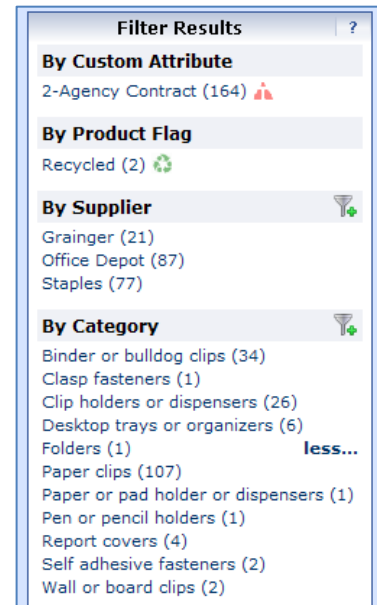 Filter Results ?
By Custom Attribute
2-Agency Contract (164)
By Product Flag
Recycled (2)
By Supplier
Grainger (21)
Office Depot (87)
Staples (77)
By Category
Binder or bulldog clips (34)
Clasp fasteners (1)
Clip holders or dispensers (26)
Desktop trays or organizers (6)
Folders (1) less...
Paper clips (107)
Paper or pad holder or dispensers (1)
Pen or pencil holders (1)
Report covers (4)
Self adhesive fasteners (2)
Wall or board clips (2)